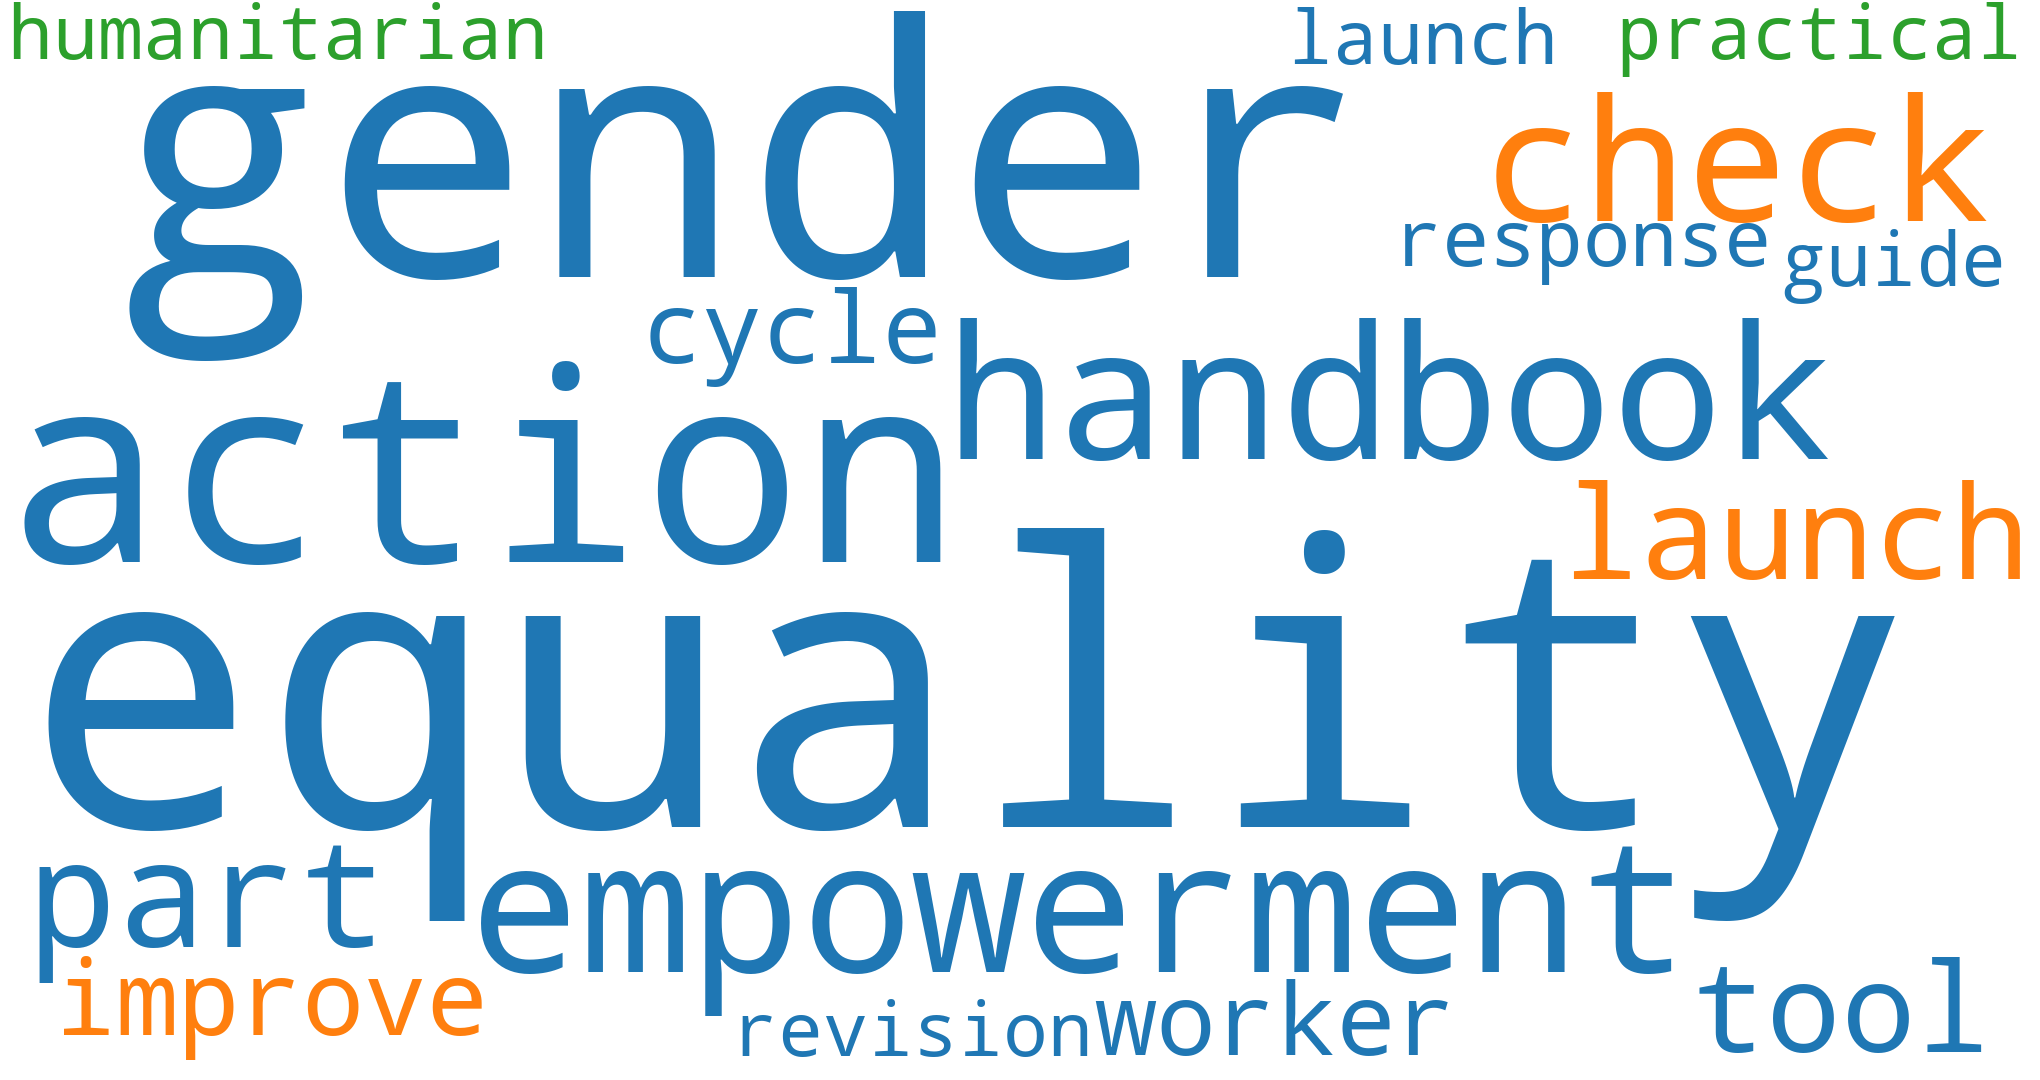 humanitarian
launch
practical
gender
check
response
guide
cycle
handbook
action
launch
equality
part
empowerment
improve
revision
worker
tool